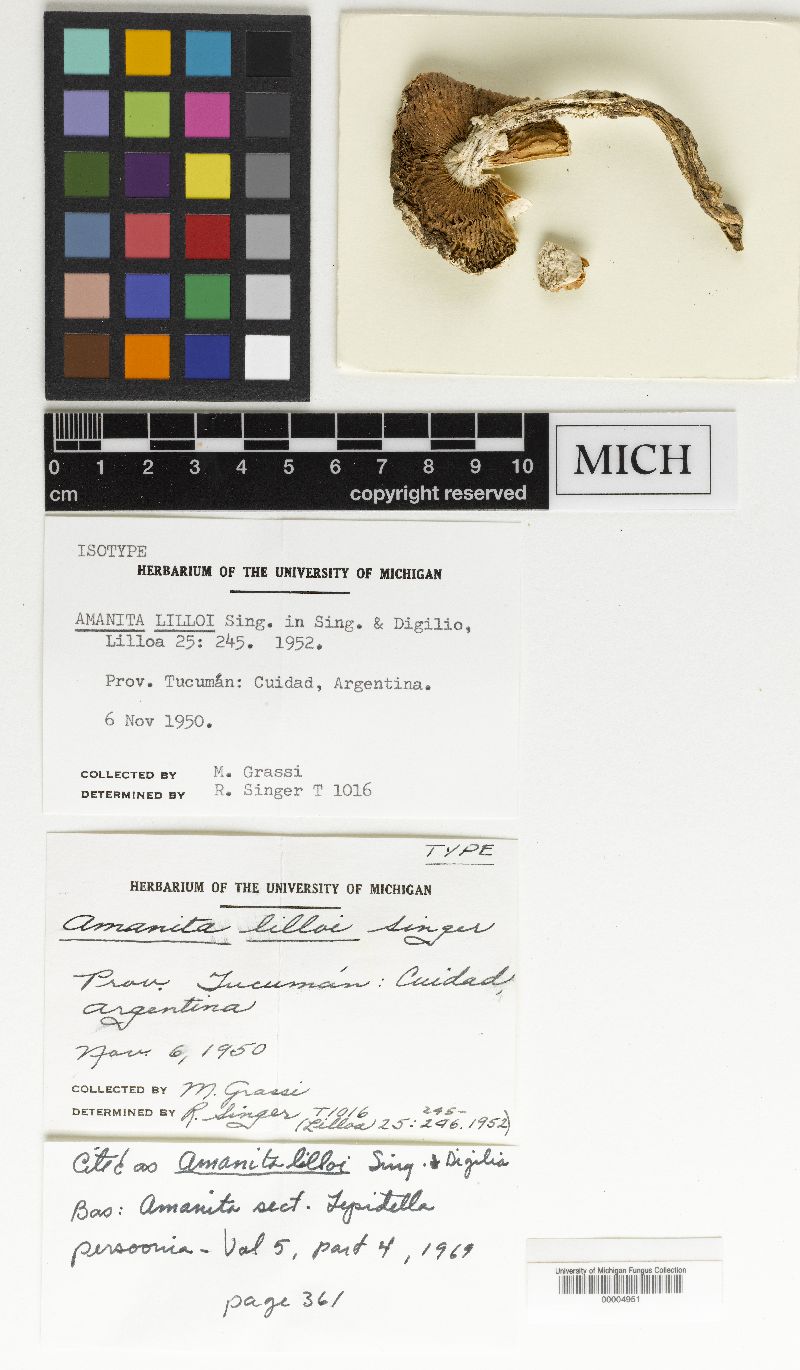 0 1 2 3 4 5 6 7 8 9 10
cm copyright reserved
MICH
ISOTYPE
HERBARIUM OF THE UNIVERSITY OF MICHIGAN
AMANITA LILLOI Sing. in Sing. & Digilio,
Lilloa 25: 245. 1952.
Prov. Tucumán: Cuidad, Argentina.
6 Nov 1950.
COLLECTED BY M. Grassi
DETERMINED BY R. Singer T 1016
TYPE
HERBARIUM OF THE UNIVERSITY OF MICHIGAN
Amanita lilloi Singer
Prov. Tucumán: Cuidad,
Argentina
Nov. 6, 1950
COLLECTED BY M. Grassi
DETERMINED BY R. Singer T1016 245-
(Lilloa 25: 246. 1952)
Cited as Amanita lilloi Sing. & Digilia
Bas: Amanita sect. Lepidella
persoonia - Vol 5, part 4, 1969
page 361
University of Michigan Fungus Collection
00004951